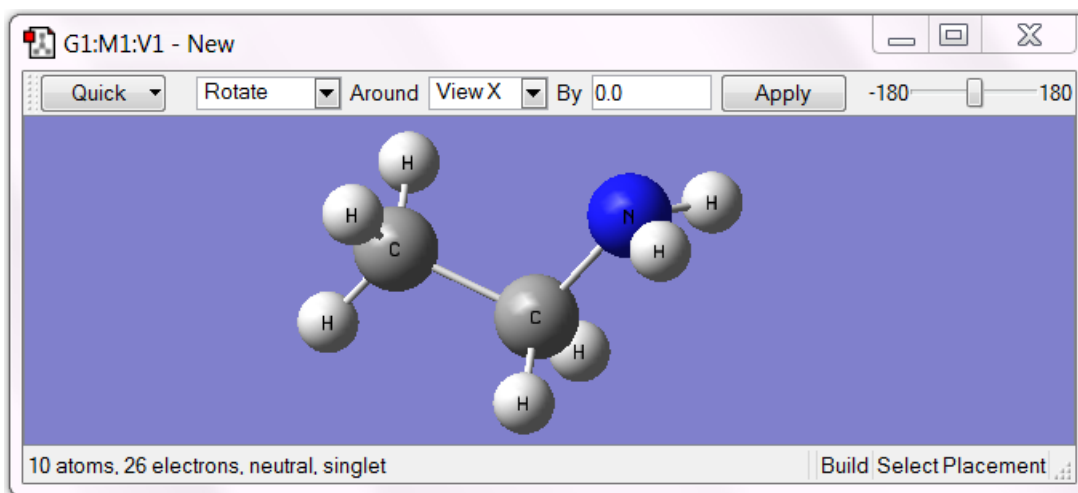 G1:M1:V1 - New
Quick Rotate Around View X By 0.0 Apply -180 180
H
H
N
H
C
H
H
C
H
H
10 atoms, 26 electrons, neutral, singlet Build Select Placement